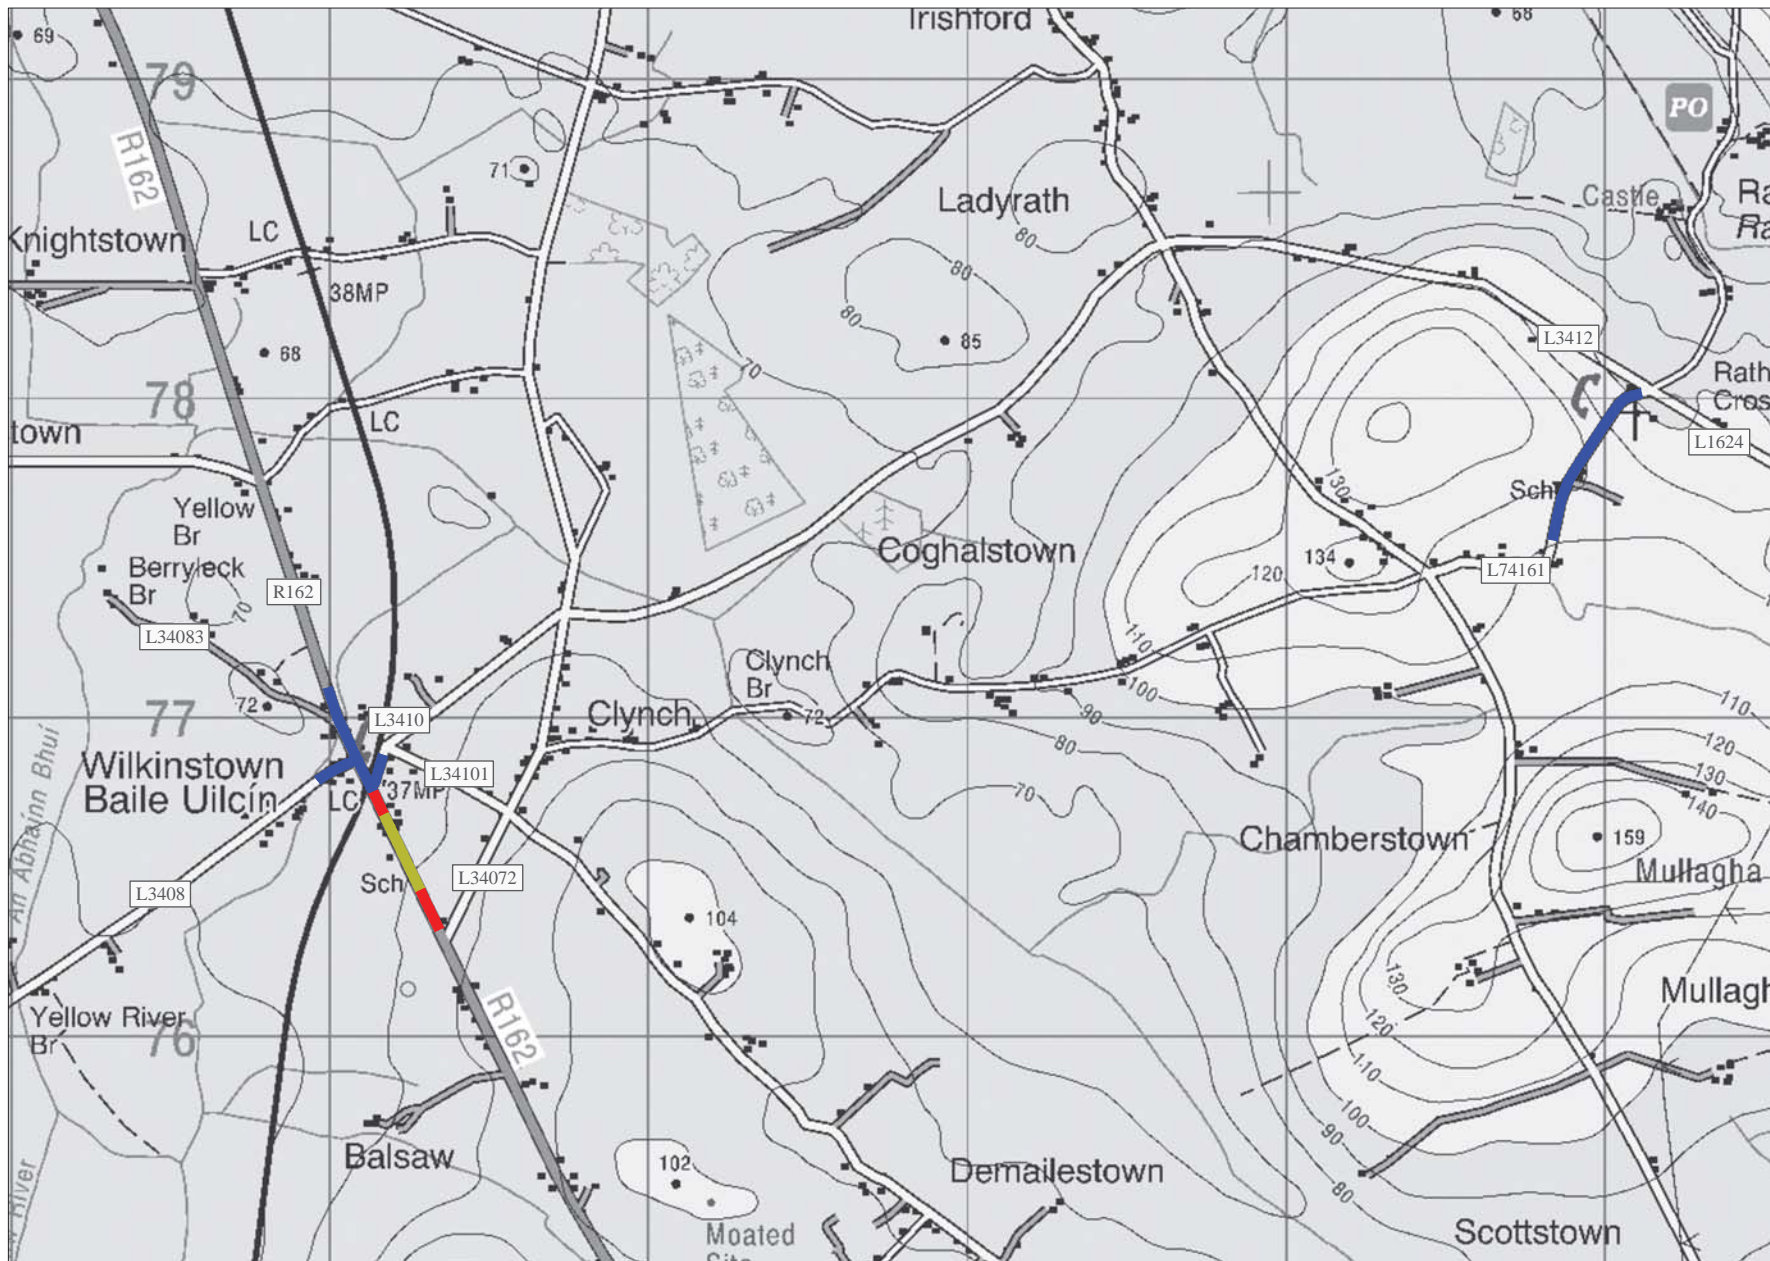 Irishford
68
69
79
PO
R162
71
Castle
Ladyrath
Ra
Ra
Knightstown
LC
80
80
38MP
80
68
85
L3412
70
78
LC
Rath
Cros
town
L1624
130
Sch
Yellow
Br
Coghalstown
134
L74161
Berryleck
Br
70
R162
120
L34083
110
Clynch
Br
100
72
L3410
77
Clynch
72
90
110
80
120
Wilkinstown
Baile Uilcín
L34101
37MP
LC
70
130
140
159
Chamberstown
Mullagha
An Abhainn Bhuí
Sch
L34072
L3408
104
130
Mullagh
Yellow River
Br
76
R162
120
110
100
90
Balsaw
102
Demailestown
80
River
Moated
Scottstown